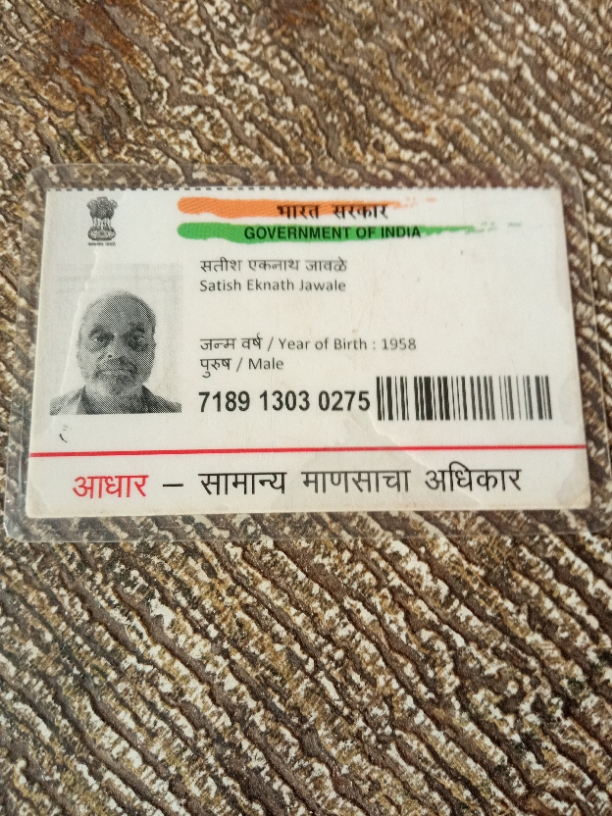 भारत सरकार
GOVERNMENT OF INDIA
सतीश एकनाथ जावळे
Satish Eknath Jawale
जन्म वर्ष / Year of Birth : 1958
पुरुष / Male
7189 1303 0275
आधार – सामान्य माणसाचा अधिकार